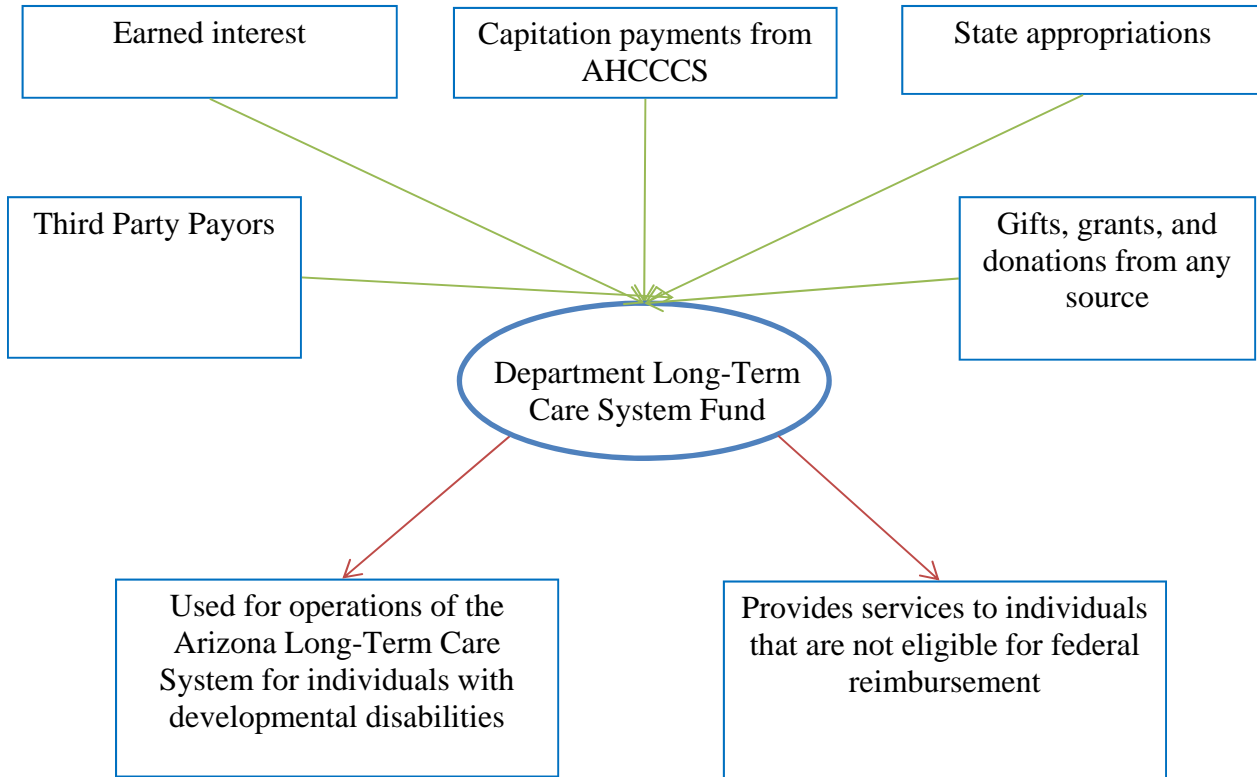 Earned interest
Capitation payments from
AHCCCS
State appropriations
Third Party Payors
Gifts, grants, and
donations from any
source
Department Long-Term
Care System Fund
Used for operations of the
Arizona Long-Term Care
System for individuals with
developmental disabilities
Provides services to individuals
that are not eligible for federal
reimbursement